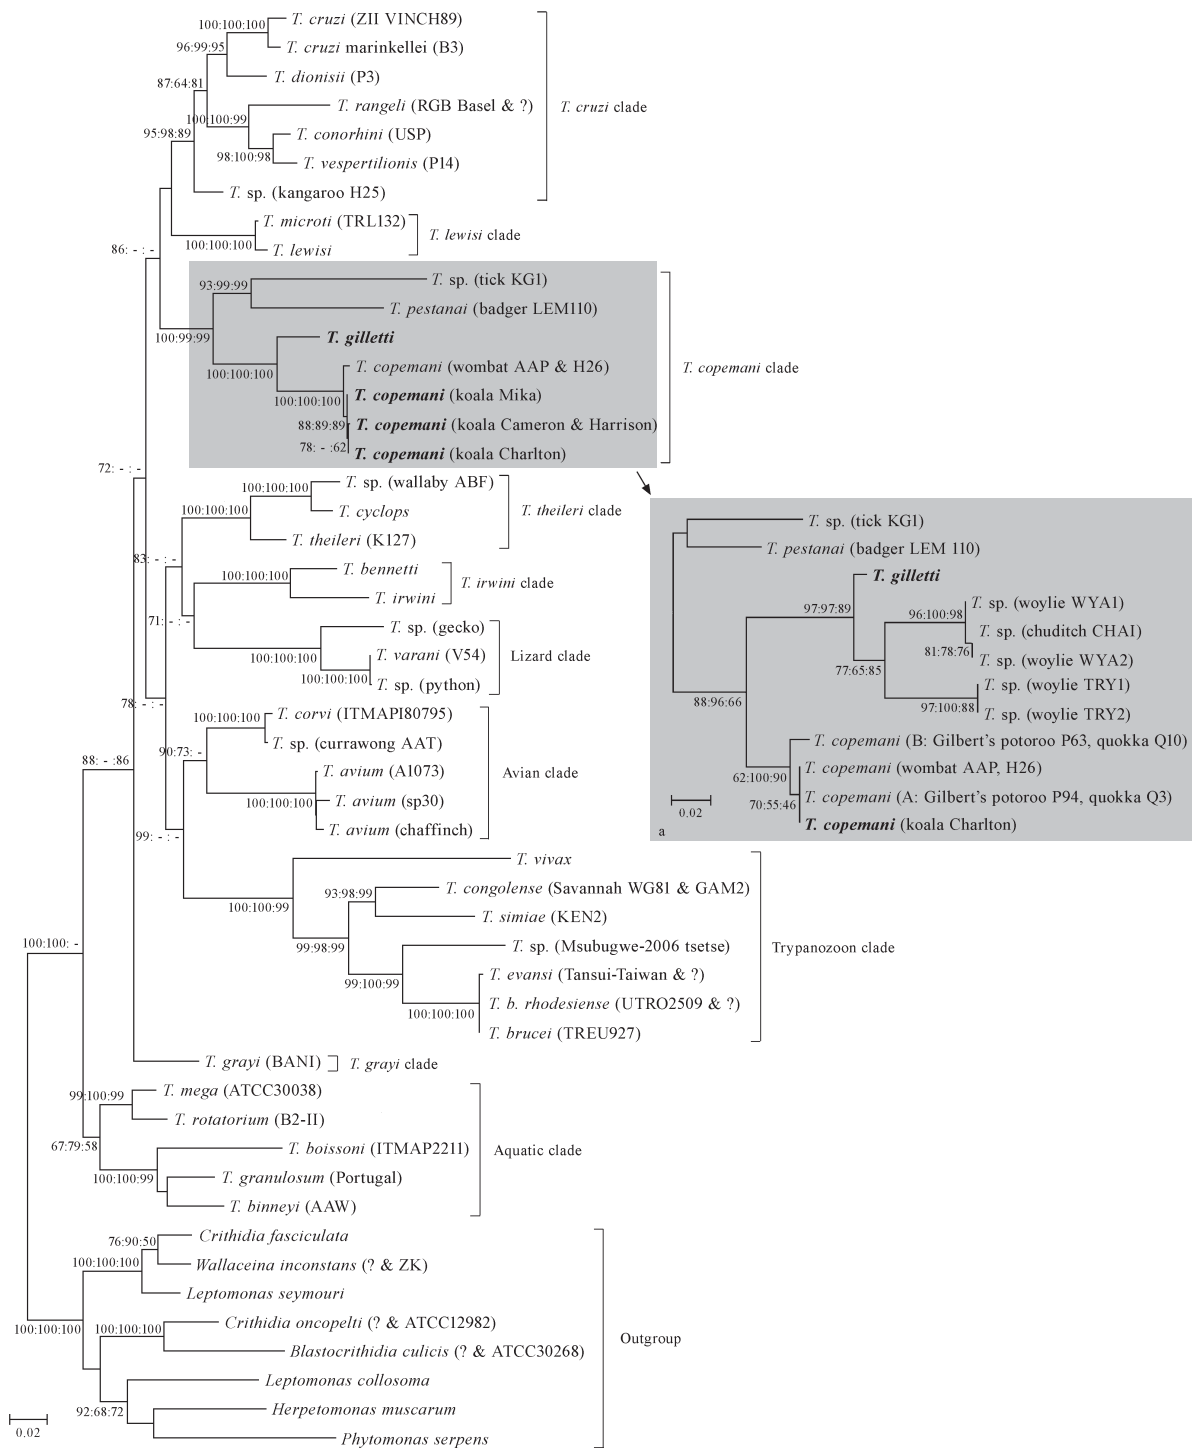 100:100:100
T. cruzi (ZII VINCH89)
96:99:95
T. cruzi marinkellei (B3)
87:64:81
T. dionisii (P3)
T. rangeli (RGB Basel & ?)
T. cruzi clade
100:100:99
95:98:89
T. conorhini (USP)
98:100:98
T. vespertilionis (P14)
T. sp. (kangaroo H25)
T. microti (TRL132)
T. lewisi clade
100:100:100
T. lewisi
86: - : -
T. sp. (tick KG1)
93:99:99
T. pestanai (badger LEM110)
100:99:99
T. gilletti
T. copemani (wombat AAP & H26)
T. copemani clade
100:100:100
T. copemani (koala Mika)
100:100:100
T. copemani (koala Cameron & Harrison)
88:89:89
78: - :62
T. copemani (koala Charlton)
72: - : -
T. sp. (wallaby ABF)
100:100:100
T. cyclops
T. theileri clade
100:100:100
T. theileri (K127)
83: - : -
T. bennetti
100:100:100
T. irwini clade
T. irwini
71: - : -
T. sp. (gecko)
T. varani (V54)
Lizard clade
100:100:100
100:100:100
T. sp. (python)
78: - : -
T. corvi (ITMAPI80795)
100:100:100
T. sp. (currawong AAT)
90:73: -
88: - :86
T. avium (A1073)
Avian clade
100:100:100
T. avium (sp30)
T. avium (chaffinch)
99: - : -
T. vivax
T. congolense (Savannah WG81 & GAM2)
93:98:99
100:100:99
T. simiae (KEN2)
T. sp. (Msubugwe-2006 tsetse)
Trypanozoon clade
99:98:99
T. evansi (Tansui-Taiwan & ?)
99:100:99
T. b. rhodesiense (UTRO2509 & ?)
100:100:100
T. brucei (TREU927)
100:100: -
T. grayi (BANI)
T. grayi clade
T. mega (ATCC30038)
99:100:99
T. rotatorium (B2-II)
67:79:58
T. boissoni (ITMAP2211)
Aquatic clade
100:100:99
T. granulosum (Portugal)
T. binneyi (AAW)
Crithidia fasciculata
76:90:50
Wallaceina inconstans (? & ZK)
100:100:100
Leptomonas seymouri
Crithidia oncopelti (? & ATCC12982)
100:100:100
100:100:100
Outgroup
Blastocrithidia culicis (? & ATCC30268)
Leptomonas collosoma
Herpetomonas muscarum
92:68:72
Phytomonas serpens
0.02
T. sp. (tick KG1)
T. pestanai (badger LEM 110)
T. gilletti
97:97:89
T. sp. (woylie WYA1)
96:100:98
T. sp. (chuditch CHAI)
81:78:76
T. sp. (woylie WYA2)
77:65:85
T. sp. (woylie TRY1)
88:96:66
97:100:88
T. sp. (woylie TRY2)
T. copemani (B: Gilbert's potoroo P63, quokka Q10)
T. copemani (wombat AAP, H26)
62:100:90
T. copemani (A: Gilbert's potoroo P94, quokka Q3)
70:55:46
0.02
T. copemani (koala Charlton)
a